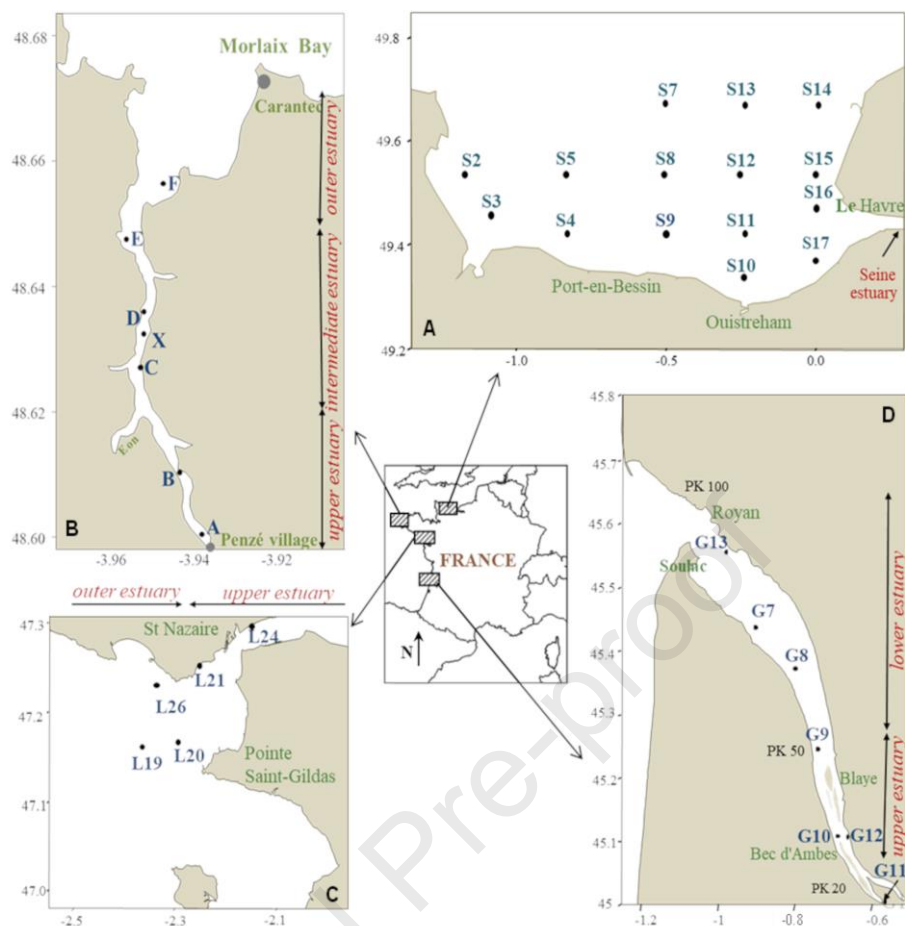 48.68
48.66
48.64
48.62
48.60
-3.96
-3.94
-3.92
Morlaix Bay
Carantec
F
E
D
X
C
Eon
B
A
Penzé village
B
outer estuary
intermediate estuary
upper estuary
49.8
49.6
49.4
49.2
-1.0
-0.5
0.0
S7
S13
S14
S2
S5
S8
S12
S15
S3
S16
Le Havre
S4
S9
S11
S17
S10
Port-en-Bessin
Ouistreham
Seine
estuary
A
FRANCE
N
outer estuary
upper estuary
47.3
47.2
47.1
47.0
-2.5
-2.3
-2.1
St Nazaire
L24
L21
L26
L19
L20
Pointe
Saint-Gildas
C
45.8
45.7
45.6
45.5
45.4
45.3
45.2
45.1
45
-1.2
-1
-0.8
-0.6
D
PK 100
Royan
G13
Soulac
G7
G8
G9
PK 50
Blaye
G10
G12
Bec d'Ambes
G11
PK 20
lower estuary
upper estuary
l Pre-proof